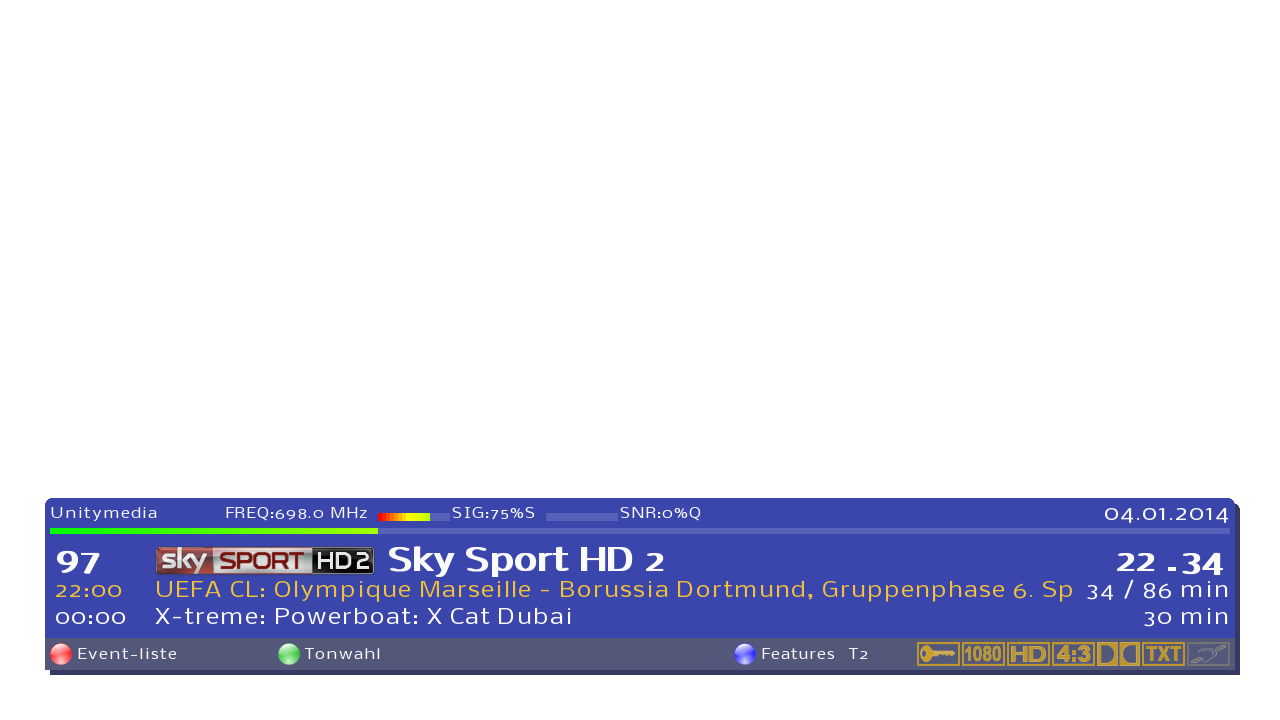 Unitymedia FREQ:698.0 MHz SIG:75%S SNR:0%Q 04.01.2014
97 sky SPORT HD 2 Sky Sport HD 2 22.34
22:00 UEFA CL: Olympique Marseille - Borussia Dortmund, Gruppenphase 6. Sp 34 / 86 min
00:00 X-treme: Powerboat: X Cat Dubai 30 min
Event-liste Tonwahl Features T2 1080 HD 4:3 TXT